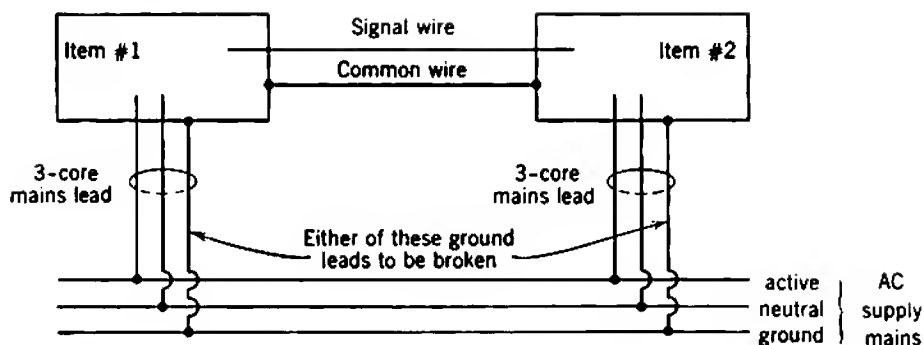 Item #1
Signal wire
Common wire
Item #2
3-core
mains lead
3-core
mains lead
Either of these ground
leads to be broken
active
neutral
ground
AC
supply
mains